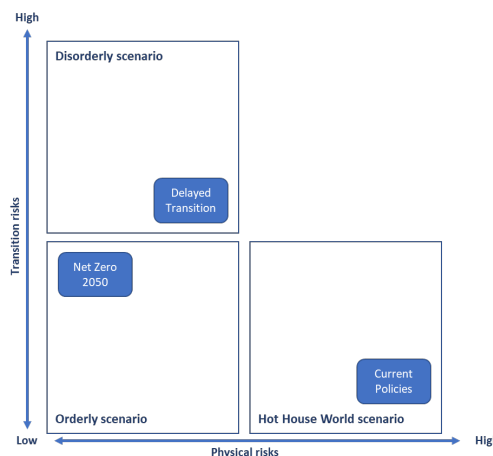 High
Disorderly scenario
Transition risks
Delayed
Transition
Net Zero
2050
Current
Policies
Orderly scenario
Hot House World scenario
Low
Hig
Physical risks